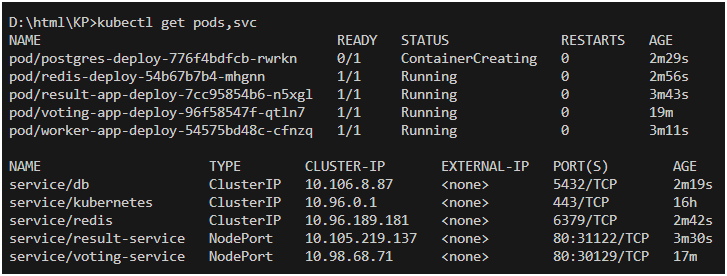 D:\html\KP>kubectl get pods,svc
NAME READY STATUS RESTARTS AGE
pod/postgres-deploy-776f4bdfcb-rwrkn 0/1 ContainerCreating 0 2m29s
pod/redis-deploy-54b67b7b4-mhgnn 1/1 Running 0 2m56s
pod/result-app-deploy-7cc95854b6-n5xgl 1/1 Running 0 3m43s
pod/voting-app-deploy-96f58547f-qtln7 1/1 Running 0 19m
pod/worker-app-deploy-54575bd48c-cfnzq 1/1 Running 0 3m11s
NAME TYPE CLUSTER-IP EXTERNAL-IP PORT(S) AGE
service/db ClusterIP 10.106.8.87 <none> 5432/TCP 2m19s
service/kubernetes ClusterIP 10.96.0.1 <none> 443/TCP 16h
service/redis ClusterIP 10.96.189.181 <none> 6379/TCP 2m42s
service/result-service NodePort 10.105.219.137 <none> 80:31122/TCP 3m30s
service/voting-service NodePort 10.98.68.71 <none> 80:30129/TCP 17m